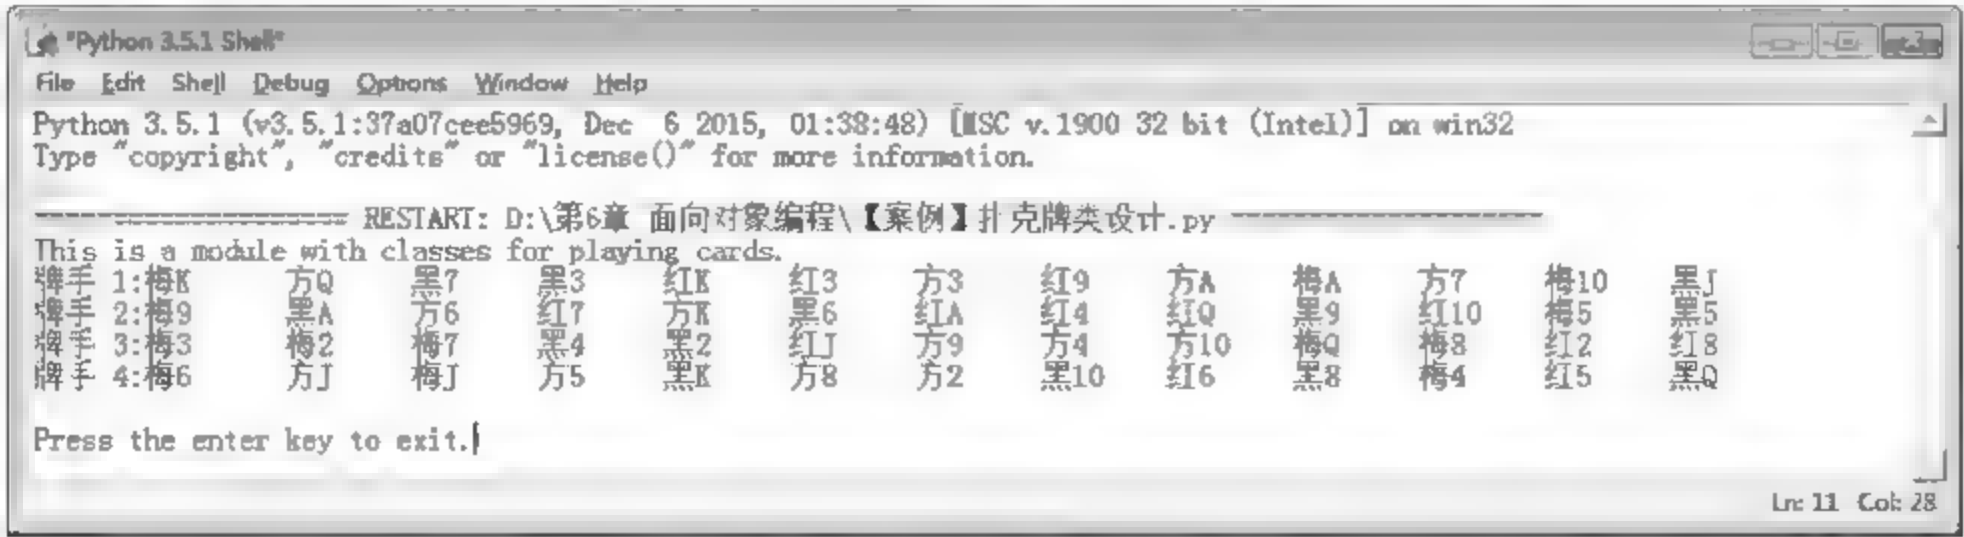 "Python 3.5.1 Shell"
File Edit Shell Debug Options Window Help
Python 3.5.1 (v3.5.1:37a07cee5969, Dec  6 2015, 01:38:48) [MSC v.1900 32 bit (Intel)] on win32
Type "copyright", "credits" or "license()" for more information.
==================== RESTART: D:\第6章 面向对象编程\【案例】扑克牌类设计.py ====================
This is a module with classes for playing cards.
牌手 1:梅K 方Q 黑7 黑3 红K 红3 方3 红9 方A 梅A 方7 梅10 黑J
牌手 2:梅9 黑A 方6 红7 方K 黑6 红A 红4 红Q 黑9 红10 梅5 黑5
牌手 3:梅3 梅2 梅7 黑4 黑2 红J 方9 方4 方10 梅Q 梅8 红2 红8
牌手 4:梅6 方J 梅J 方5 黑K 方8 方2 黑10 红6 黑8 梅4 红5 黑Q
Press the enter key to exit.
Ln: 11 Col: 28